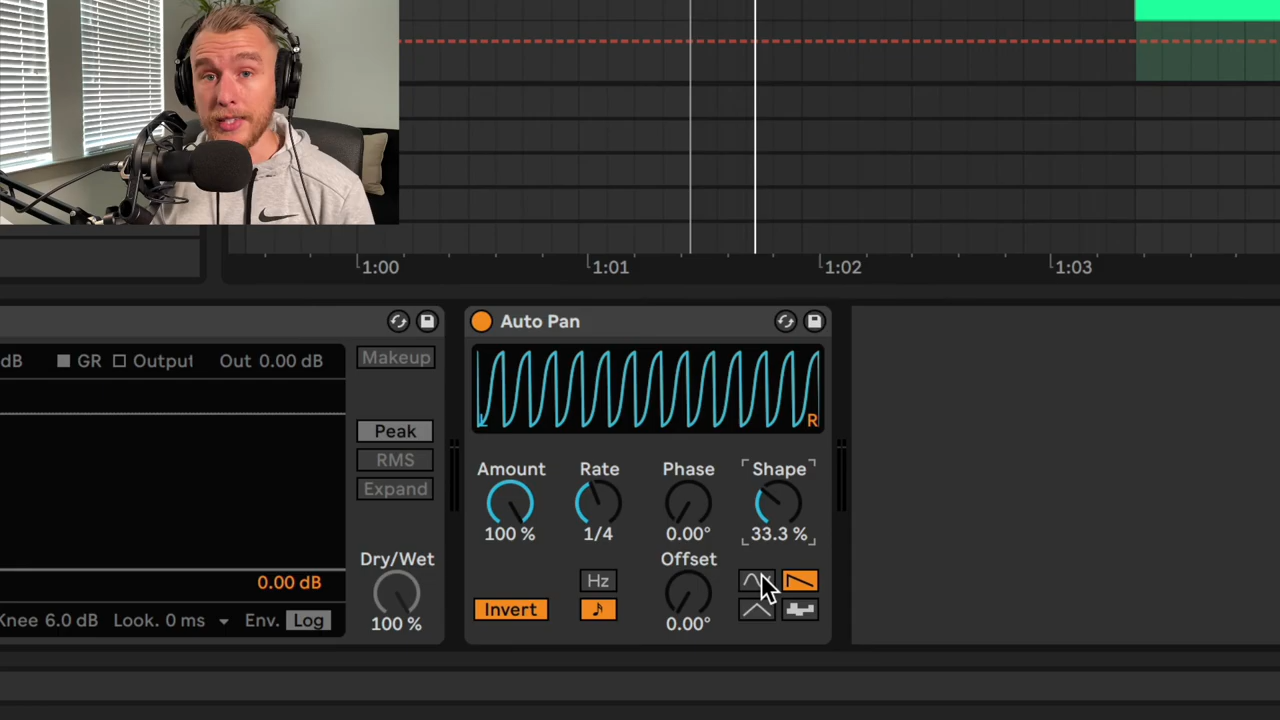 1:00
1:01
1:02
1:03
Auto Pan
dB
GR
Output
Out 0.00 dB
Makeup
L
R
Peak
RMS
Expand
Amount
Rate
Phase
Shape
100 %
1/4
0.00°
33.3 %
Dry/Wet
Offset
0.00 dB
Hz
Invert
Knee 6.0 dB
Look. 0 ms
Env.
Log
100 %
0.00°